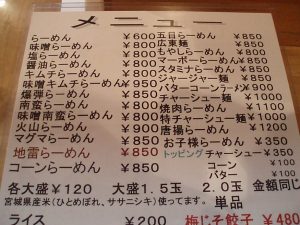 メニュー
らーめん ¥600
味噌らーめん ¥800
塩らーめん ¥800
醤油らーめん ¥800
キムチらーめん ¥850
味噌キムチらーめん ¥950
爆弾らーめん ¥850
南蛮らーめん ¥800
味噌南蛮らーめん ¥900
火山らーめん ¥900
マグマらーめん ¥850
地雷らーめん ¥850
コーンらーめん ¥850
五目らーめん ¥850
広東麺 ¥850
もやしらーめん ¥850
マーボーらーめん ¥850
スタミナらーめん ¥850
ジャージャー麺 ¥850
バターコーンラーメン ¥900
チャーシュー麺 ¥1000
焼肉らーめん ¥1100
特チャーシュー麺 ¥1200
唐揚らーめん ¥1200
お子様らーめん ¥350
トッピング チャーシュー ¥350
コーン ¥100
バター ¥100
各大盛¥120 大盛1.5玉 2.0玉 金額同じ
宮城県産米(ひとめぼれ、ササニシキ)使ってます。 単品
ライス ¥200 梅じそ餃子 ¥480